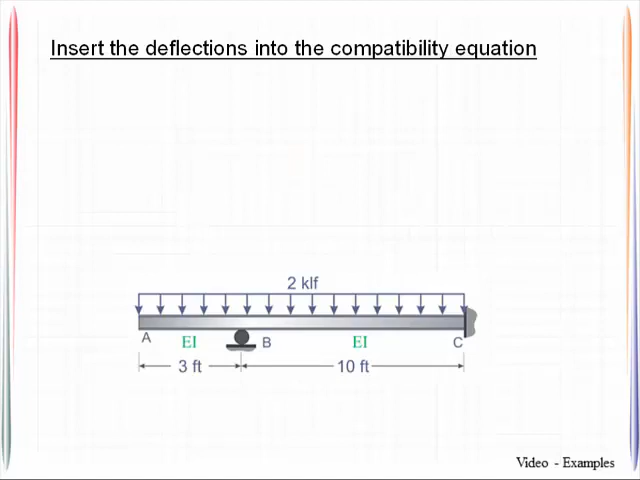 Insert the deflections into the compatibility equation
2 klf
A EI B EI C
3 ft 10 ft
Video - Examples